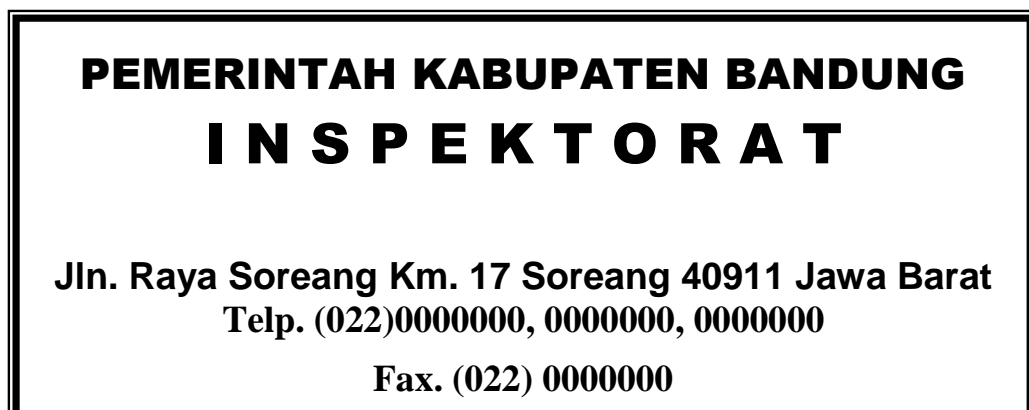 PEMERINTAH KABUPATEN BANDUNG
I N S P E K T O R A T
Jln. Raya Soreang Km. 17 Soreang 40911 Jawa Barat
Telp. (022)0000000, 0000000, 0000000
Fax. (022) 0000000